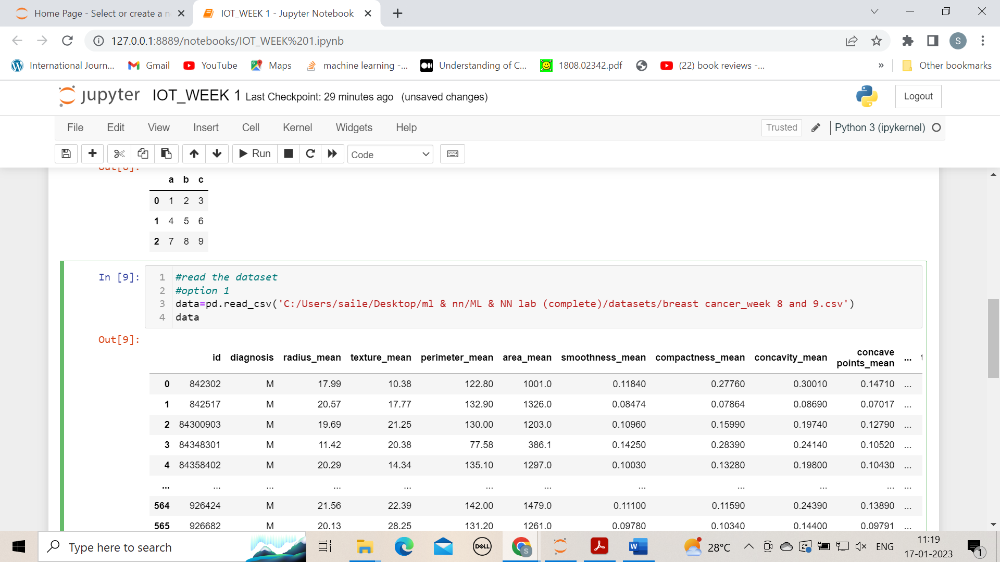 Home Page - Select or create a n
IOT_WEEK 1 - Jupyter Notebook
127.0.0.1:8889/notebooks/IOT_WEEK%201.ipynb
S
International Journ... Gmail YouTube Maps machine learning -... Understanding of C... 1808.02342.pdf (22) book reviews -... » Other bookmarks
jupyter IOT_WEEK 1 Last Checkpoint: 29 minutes ago (unsaved changes) Logout
File Edit View Insert Cell Kernel Widgets Help Trusted Python 3 (ipykernel)
Run Code
Out[6]:
a b c
0 1 2 3
1 4 5 6
2 7 8 9
In [9]: 1 #read the dataset
2 #option 1
3 data=pd.read_csv('C:/Users/saile/Desktop/ml & nn/ML & NN lab (complete)/datasets/breast cancer_week 8 and 9.csv')
4 data
Out[9]:
id diagnosis radius_mean texture_mean perimeter_mean area_mean smoothness_mean compactness_mean concavity_mean concave points_mean ...
0 842302 M 17.99 10.38 122.80 1001.0 0.11840 0.27760 0.30010 0.14710 ...
1 842517 M 20.57 17.77 132.90 1326.0 0.08474 0.07864 0.08690 0.07017 ...
2 84300903 M 19.69 21.25 130.00 1203.0 0.10960 0.15990 0.19740 0.12790 ...
3 84348301 M 11.42 20.38 77.58 386.1 0.14250 0.28390 0.24140 0.10520 ...
4 84358402 M 20.29 14.34 135.10 1297.0 0.10030 0.13280 0.19800 0.10430 ...
... ... ... ... ... ... ... ... ... ... ... ...
564 926424 M 21.56 22.39 142.00 1479.0 0.11100 0.11590 0.24390 0.13890 ...
565 926682 M 20.13 28.25 131.20 1261.0 0.09780 0.10340 0.14400 0.09791 ...
Type here to search DELL S W 28°C ENG 11:19
17-01-2023 1